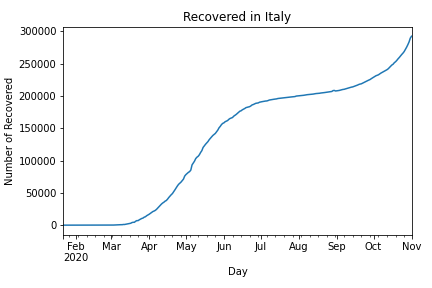 Recovered in Italy
Number of Recovered
300000
250000
200000
150000
100000
50000
0
Feb Mar Apr May Jun Jul Aug Sep Oct Nov
2020
Day